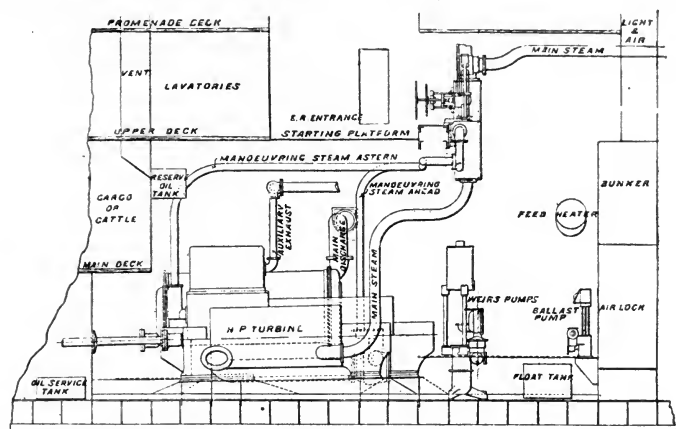 PROMENADE DECK
LIGHT
&
AIR
MAIN STEAM
VENT
LAVATORIES
E.R ENTRANCE
UPPER DECK
STARTING PLATFORM
MANOEUVRING STEAM ASTERN
RESERVE
OIL
TANK
MANOEUVRING
STEAM AHEAD
BUNKER
CARGO
OR
CATTLE
AUXILIARY
EXHAUST
MAIN
DISCHARGE
FEED HEATER
MAIN DECK
MAIN STEAM
WEIRS PUMPS
BALLAST
PUMP
AIR LOCK
H P TURBINE
OIL SERVICE
TANK
FLOAT TANK